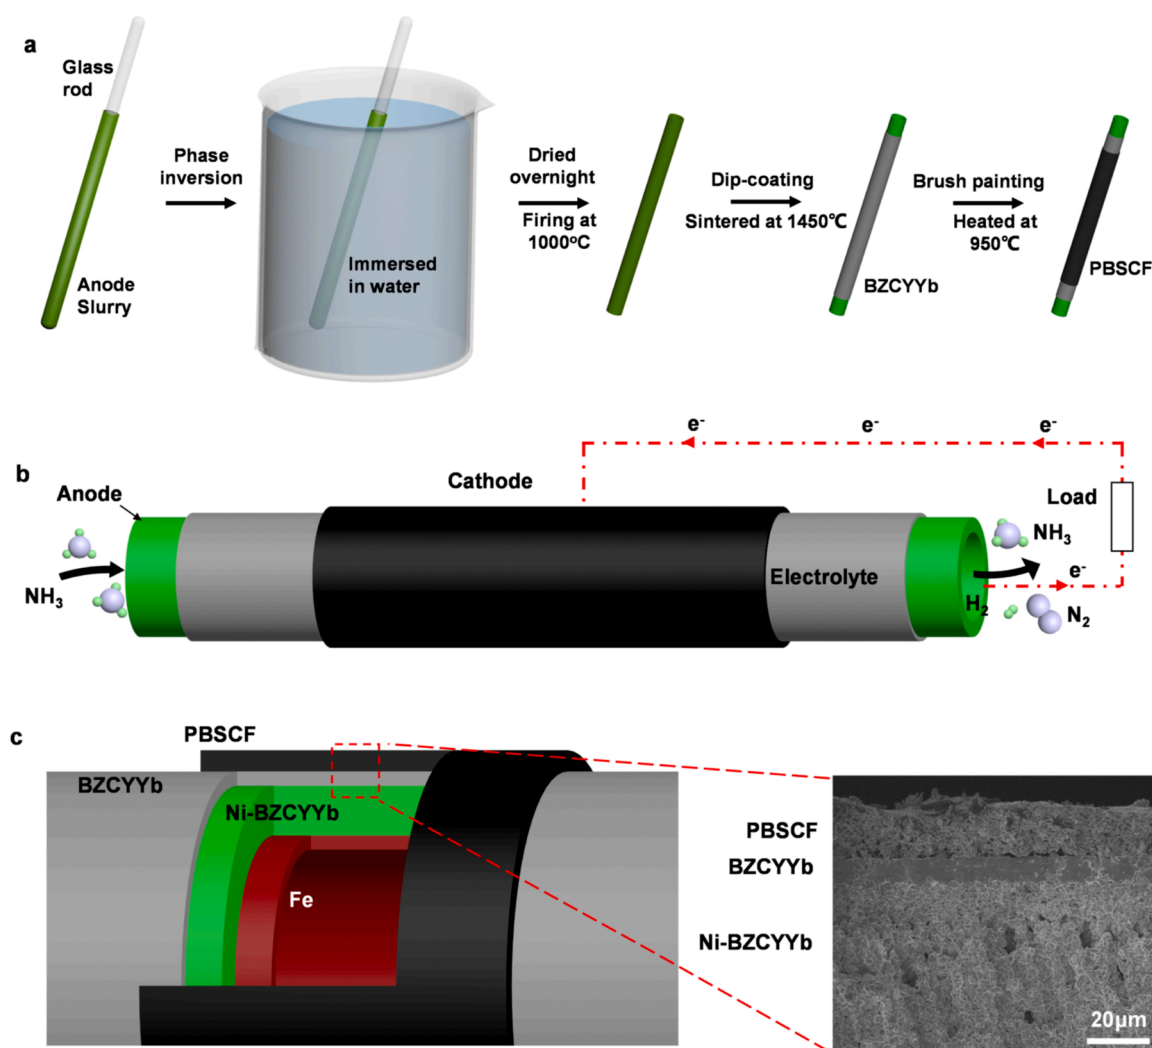 a
Glass
rod
Anode
Slurry
Phase
inversion
Immersed
in water
Dried
overnight
Firing at
1000°C
Dip-coating
Sintered at 1450℃
BZCYYb
Brush painting
Heated at
950℃
PBSCF
b
Anode
NH₃
Cathode
e⁻
e⁻
e⁻
Load
Electrolyte
NH₃
e⁻
H₂
N₂
c
PBSCF
BZCYYb
Ni-BZCYYb
Fe
PBSCF
BZCYYb
Ni-BZCYYb
20μm